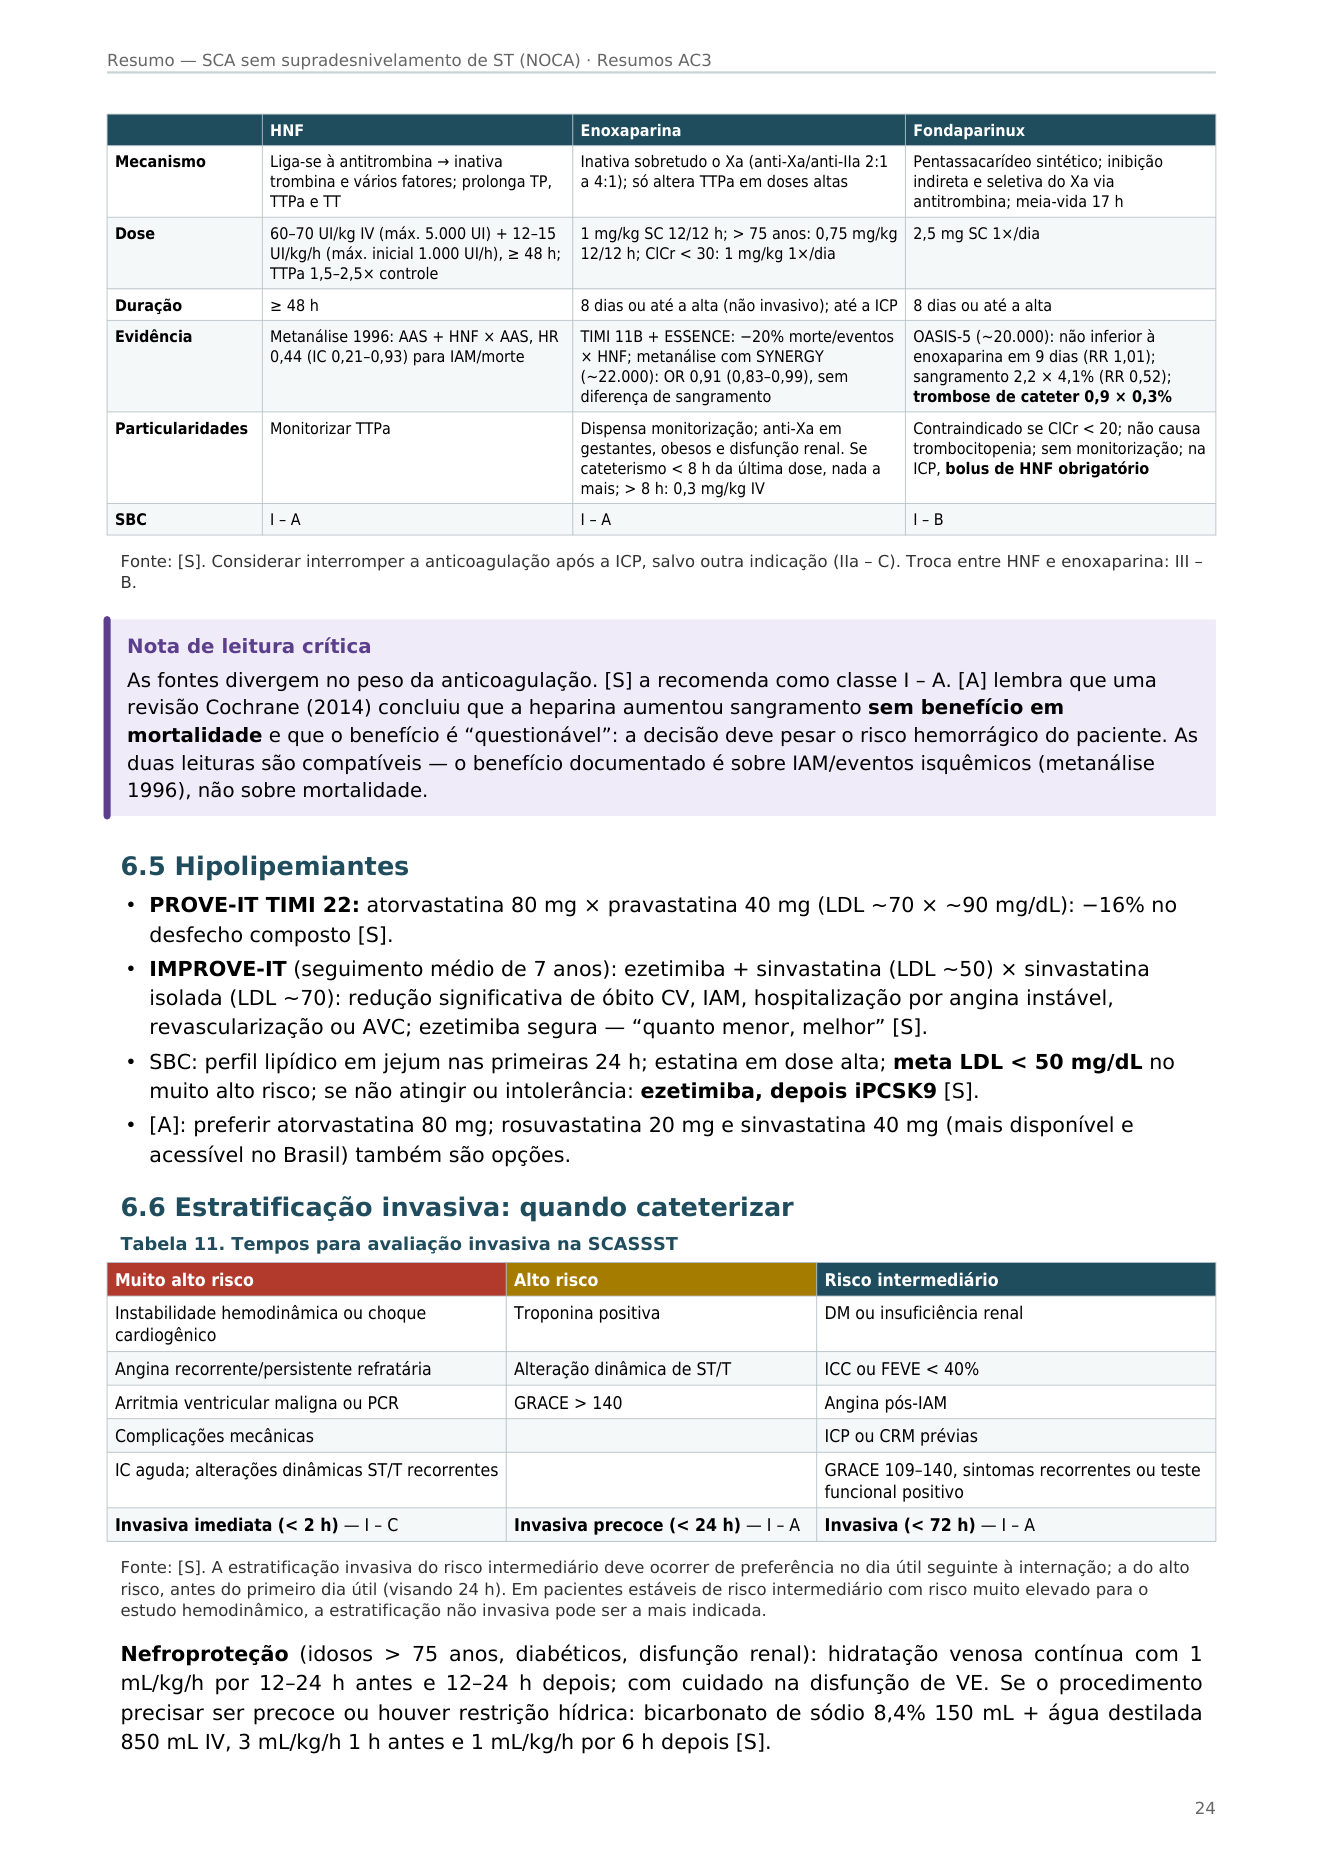 Resumo — SCA sem supradesnivelamento de ST (NOCA) · Resumos AC3
HNF
Enoxaparina
Fondaparinux
Mecanismo
Liga-se à antitrombina → inativa
trombina e vários fatores; prolonga TP,
TTPa e TT
Inativa sobretudo o Xa (anti-Xa/anti-IIa 2:1
a 4:1); só altera TTPa em doses altas
Pentassacarídeo sintético; inibição
indireta e seletiva do Xa via
antitrombina; meia-vida 17 h
Dose
60–70 UI/kg IV (máx. 5.000 UI) + 12–15
UI/kg/h (máx. inicial 1.000 UI/h), ≥ 48 h;
TTPa 1,5–2,5× controle
1 mg/kg SC 12/12 h; > 75 anos: 0,75 mg/kg
12/12 h; ClCr < 30: 1 mg/kg 1×/dia
2,5 mg SC 1×/dia
Duração
≥ 48 h
8 dias ou até a alta (não invasivo); até a ICP
8 dias ou até a alta
Evidência
Metanálise 1996: AAS + HNF × AAS, HR
0,44 (IC 0,21–0,93) para IAM/morte
TIMI 11B + ESSENCE: −20% morte/eventos
× HNF; metanálise com SYNERGY
(~22.000): OR 0,91 (0,83–0,99), sem
diferença de sangramento
OASIS-5 (~20.000): não inferior à
enoxaparina em 9 dias (RR 1,01);
sangramento 2,2 × 4,1% (RR 0,52);
trombose de cateter 0,9 × 0,3%
Particularidades
Monitorizar TTPa
Dispensa monitorização; anti-Xa em
gestantes, obesos e disfunção renal. Se
cateterismo < 8 h da última dose, nada a
mais; > 8 h: 0,3 mg/kg IV
Contraindicado se ClCr < 20; não causa
trombocitopenia; sem monitorização; na
ICP, bolus de HNF obrigatório
SBC
I – A
I – A
I – B
Fonte: [S]. Considerar interromper a anticoagulação após a ICP, salvo outra indicação (IIa – C). Troca entre HNF e enoxaparina: III –
B.
Nota de leitura crítica
As fontes divergem no peso da anticoagulação. [S] a recomenda como classe I – A. [A] lembra que uma
revisão Cochrane (2014) concluiu que a heparina aumentou sangramento sem benefício em
mortalidade e que o benefício é “questionável”: a decisão deve pesar o risco hemorrágico do paciente. As
duas leituras são compatíveis — o benefício documentado é sobre IAM/eventos isquêmicos (metanálise
1996), não sobre mortalidade.
6.5 Hipolipemiantes
• PROVE-IT TIMI 22: atorvastatina 80 mg × pravastatina 40 mg (LDL ~70 × ~90 mg/dL): −16% no
desfecho composto [S].
• IMPROVE-IT (seguimento médio de 7 anos): ezetimiba + sinvastatina (LDL ~50) × sinvastatina
isolada (LDL ~70): redução significativa de óbito CV, IAM, hospitalização por angina instável,
revascularização ou AVC; ezetimiba segura — “quanto menor, melhor” [S].
• SBC: perfil lipídico em jejum nas primeiras 24 h; estatina em dose alta; meta LDL < 50 mg/dL no
muito alto risco; se não atingir ou intolerância: ezetimiba, depois iPCSK9 [S].
• [A]: preferir atorvastatina 80 mg; rosuvastatina 20 mg e sinvastatina 40 mg (mais disponível e
acessível no Brasil) também são opções.
6.6 Estratificação invasiva: quando cateterizar
Tabela 11. Tempos para avaliação invasiva na SCASSST
Muito alto risco
Alto risco
Risco intermediário
Instabilidade hemodinâmica ou choque
cardiogênico
Troponina positiva
DM ou insuficiência renal
Angina recorrente/persistente refratária
Alteração dinâmica de ST/T
ICC ou FEVE < 40%
Arritmia ventricular maligna ou PCR
GRACE > 140
Angina pós-IAM
Complicações mecânicas
ICP ou CRM prévias
IC aguda; alterações dinâmicas ST/T recorrentes
GRACE 109–140, sintomas recorrentes ou teste
funcional positivo
Invasiva imediata (< 2 h) — I – C
Invasiva precoce (< 24 h) — I – A
Invasiva (< 72 h) — I – A
Fonte: [S]. A estratificação invasiva do risco intermediário deve ocorrer de preferência no dia útil seguinte à internação; a do alto
risco, antes do primeiro dia útil (visando 24 h). Em pacientes estáveis de risco intermediário com risco muito elevado para o
estudo hemodinâmico, a estratificação não invasiva pode ser a mais indicada.
Nefroproteção (idosos > 75 anos, diabéticos, disfunção renal): hidratação venosa contínua com 1
mL/kg/h por 12–24 h antes e 12–24 h depois; com cuidado na disfunção de VE. Se o procedimento
precisar ser precoce ou houver restrição hídrica: bicarbonato de sódio 8,4% 150 mL + água destilada
850 mL IV, 3 mL/kg/h 1 h antes e 1 mL/kg/h por 6 h depois [S].
24